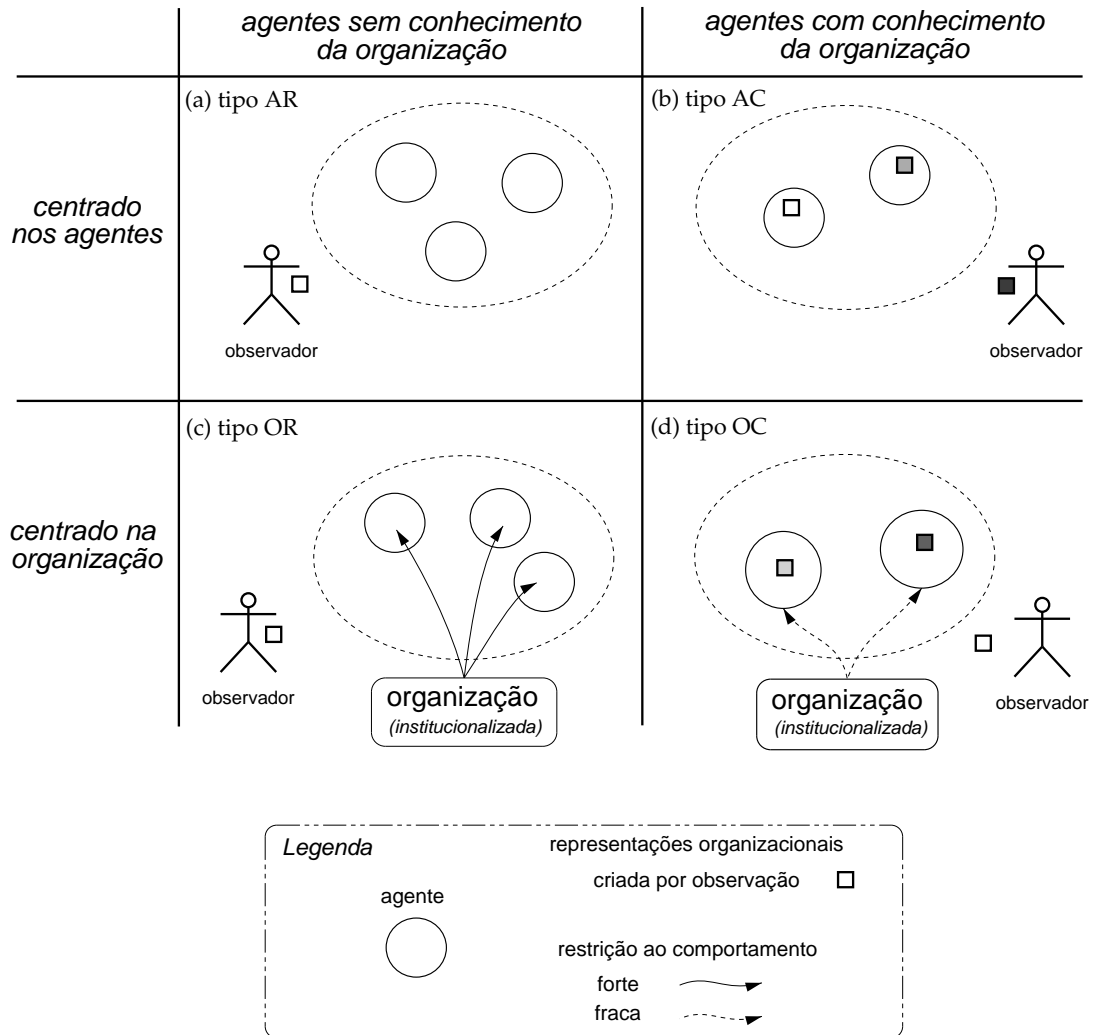 agentes sem conhecimento
da organização
agentes com conhecimento
da organização
centrado
nos agentes
(a) tipo AR
observador
(b) tipo AC
observador
centrado na
organização
(c) tipo OR
observador
organização
(institucionalizada)
(d) tipo OC
observador
organização
(institucionalizada)
Legenda
agente
representações organizacionais
criada por observação
restrição ao comportamento
forte
fraca